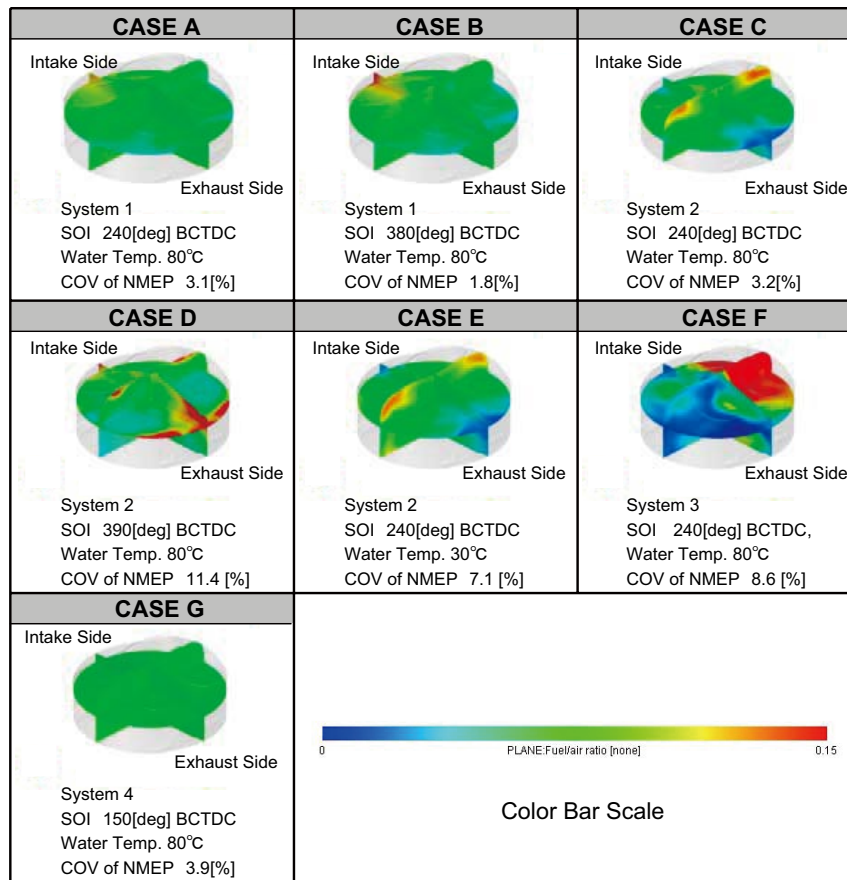 CASE A
Intake Side
Exhaust Side
System 1
SOI 240[deg] BCTDC
Water Temp. 80℃
COV of NMEP 3.1[%]
CASE B
Intake Side
Exhaust Side
System 1
SOI 380[deg] BCTDC
Water Temp. 80℃
COV of NMEP 1.8[%]
CASE C
Intake Side
Exhaust Side
System 2
SOI 240[deg] BCTDC
Water Temp. 80℃
COV of NMEP 3.2[%]
CASE D
Intake Side
Exhaust Side
System 2
SOI 390[deg] BCTDC
Water Temp. 80℃
COV of NMEP 11.4 [%]
CASE E
Intake Side
Exhaust Side
System 2
SOI 240[deg] BCTDC
Water Temp. 30℃
COV of NMEP 7.1 [%]
CASE F
Intake Side
Exhaust Side
System 3
SOI 240[deg] BCTDC,
Water Temp. 80℃
COV of NMEP 8.6 [%]
CASE G
Intake Side
Exhaust Side
System 4
SOI 150[deg] BCTDC
Water Temp. 80℃
COV of NMEP 3.9[%]
0 PLANE:Fuel/air ratio [none] 0.15
Color Bar Scale